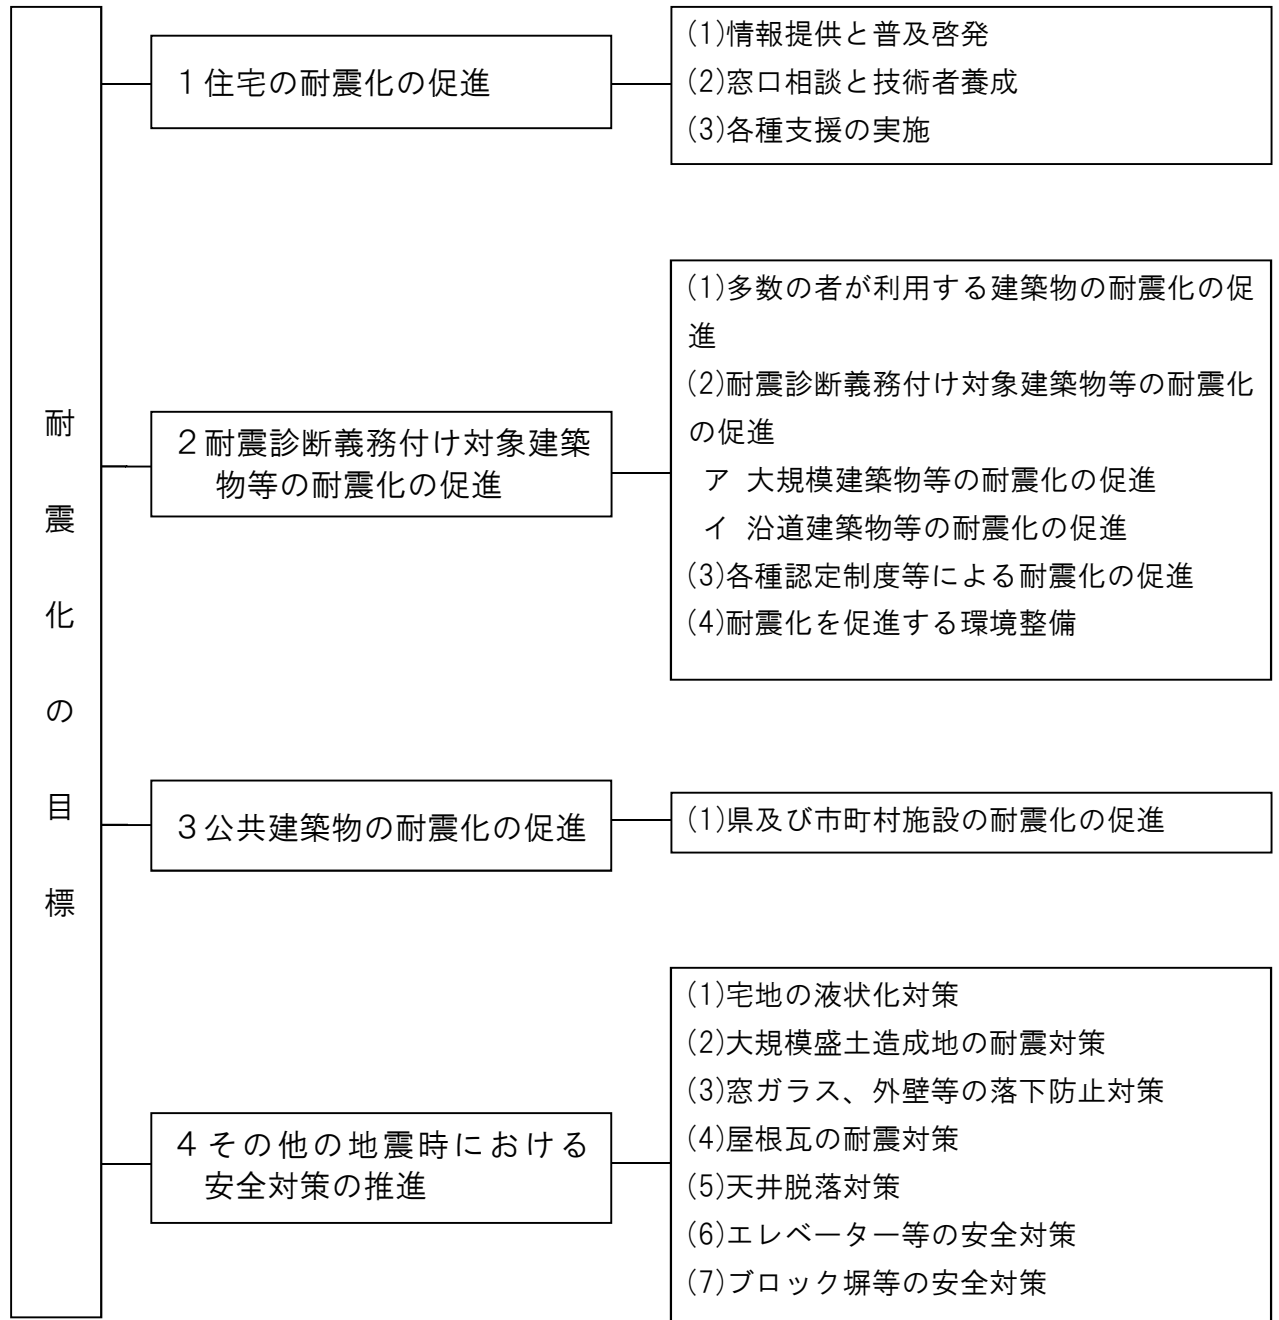 耐震化の目標
1住宅の耐震化の促進
(1)情報提供と普及啓発
(2)窓口相談と技術者養成
(3)各種支援の実施
2耐震診断義務付け対象建築
物等の耐震化の促進
(1)多数の者が利用する建築物の耐震化の促
進
(2)耐震診断義務付け対象建築物等の耐震化
の促進
ア 大規模建築物等の耐震化の促進
イ 沿道建築物等の耐震化の促進
(3)各種認定制度等による耐震化の促進
(4)耐震化を促進する環境整備
3公共建築物の耐震化の促進
(1)県及び市町村施設の耐震化の促進
4その他の地震時における
安全対策の推進
(1)宅地の液状化対策
(2)大規模盛土造成地の耐震対策
(3)窓ガラス、外壁等の落下防止対策
(4)屋根瓦の耐震対策
(5)天井脱落対策
(6)エレベーター等の安全対策
(7)ブロック塀等の安全対策